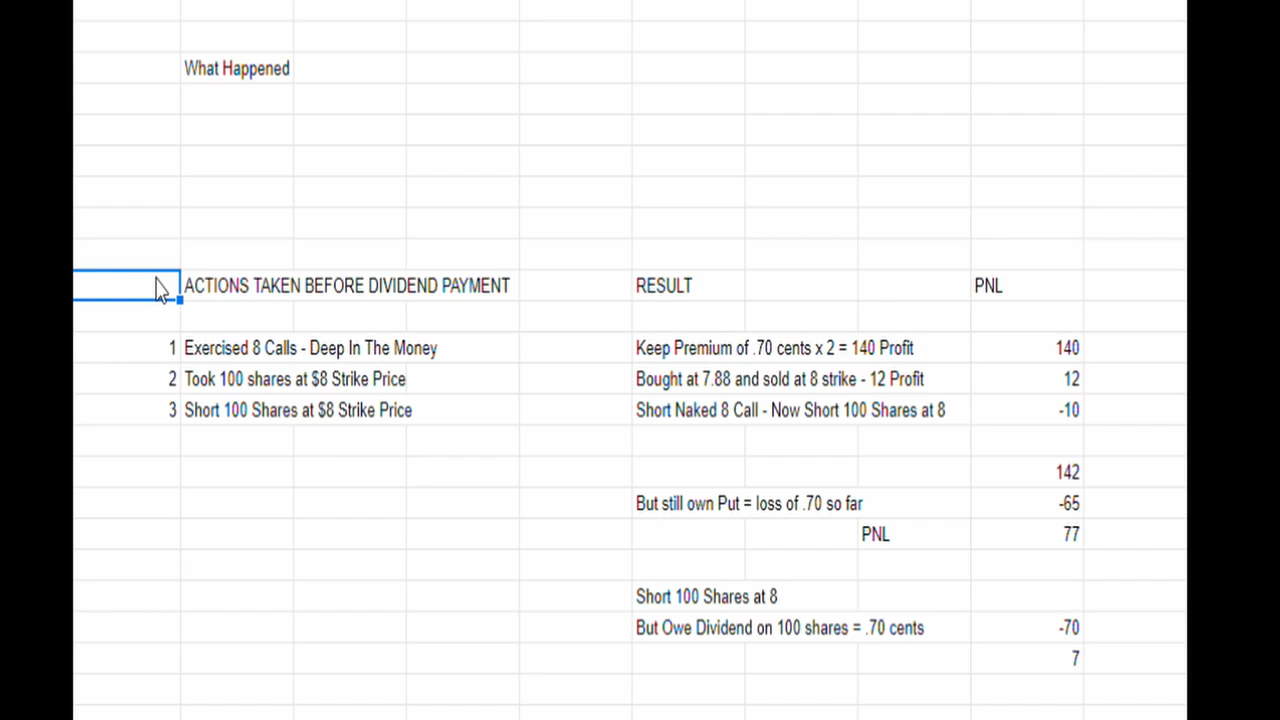 What Happened
ACTIONS TAKEN BEFORE DIVIDEND PAYMENT RESULT PNL
1 Exercised 8 Calls - Deep In The Money Keep Premium of .70 cents x 2 = 140 Profit 140
2 Took 100 shares at $8 Strike Price Bought at 7.88 and sold at 8 strike - 12 Profit 12
3 Short 100 Shares at $8 Strike Price Short Naked 8 Call - Now Short 100 Shares at 8 -10
142
But still own Put = loss of .70 so far -65
PNL 77
Short 100 Shares at 8
But Owe Dividend on 100 shares = .70 cents -70
7